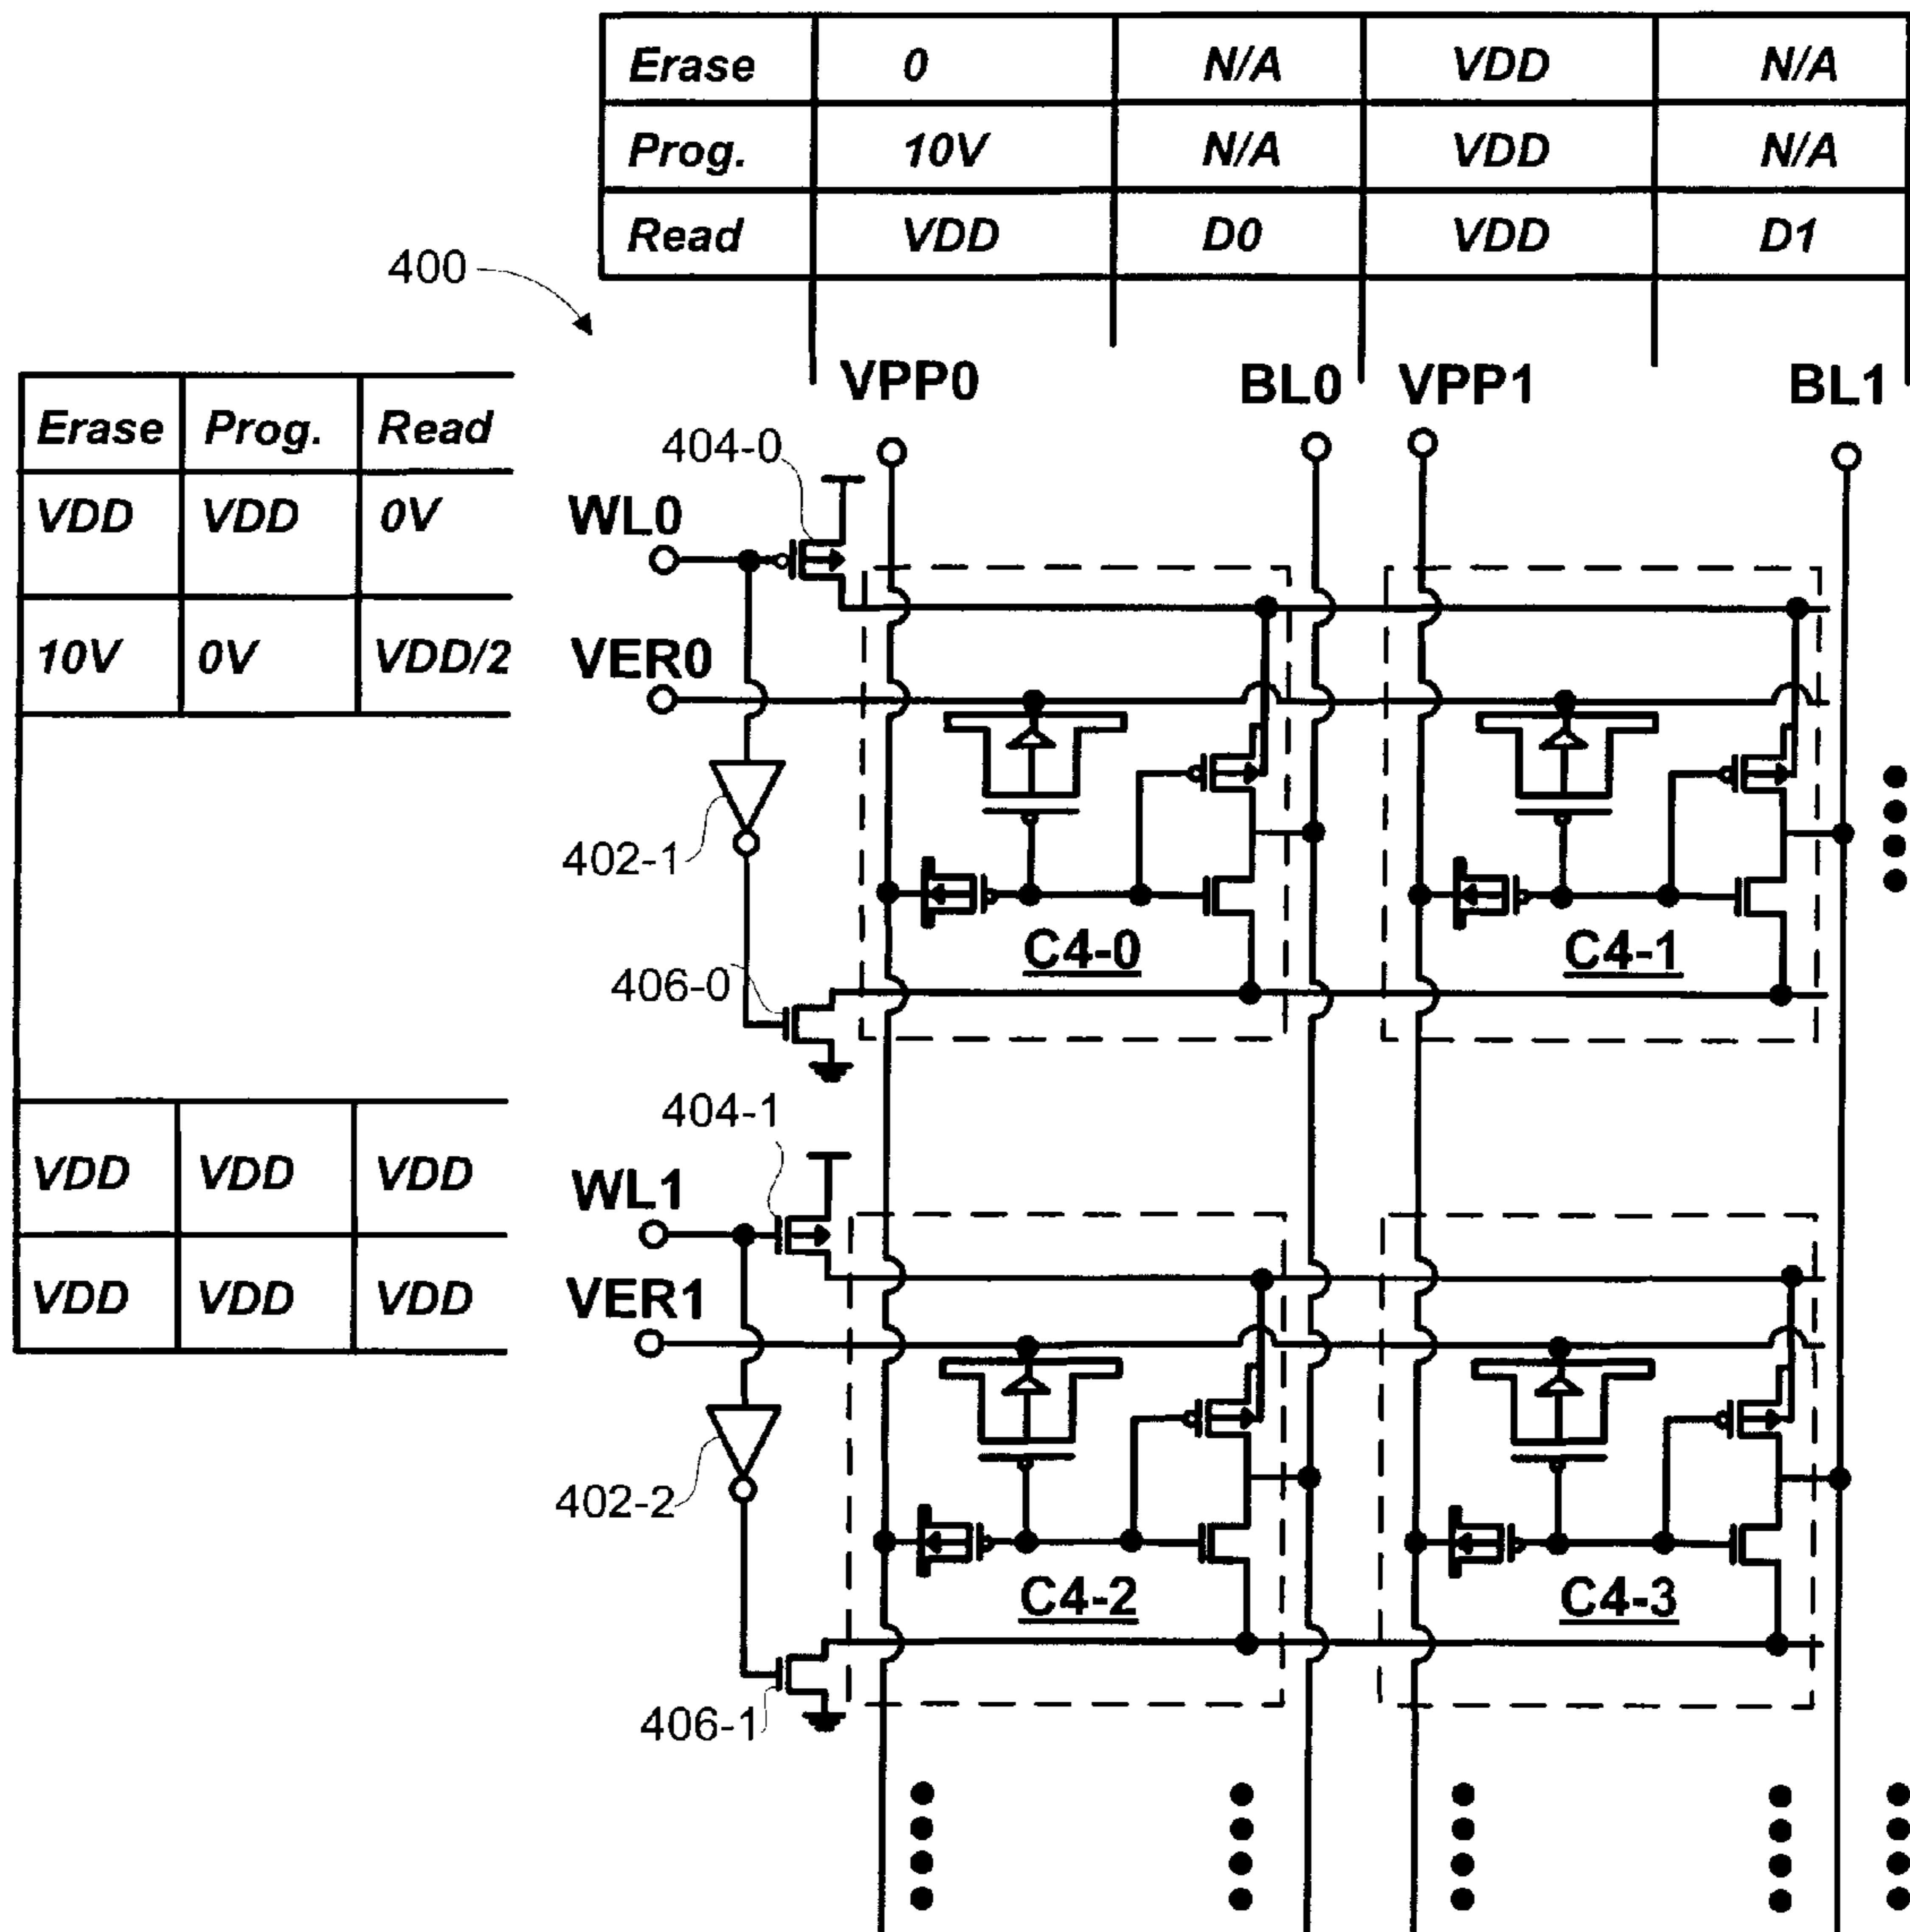 Erase 0 N/A VDD N/A
Prog. 10V N/A VDD N/A
Read VDD D0 VDD D1
400
VPP0 BL0 VPP1 BL1
Erase Prog. Read
VDD VDD 0V
10V 0V VDD/2
404-0
WL0
VER0
402-1
C4-0 C4-1
406-0
404-1
VDD VDD VDD
WL1
VDD VDD VDD
VER1
402-2
C4-2 C4-3
406-1